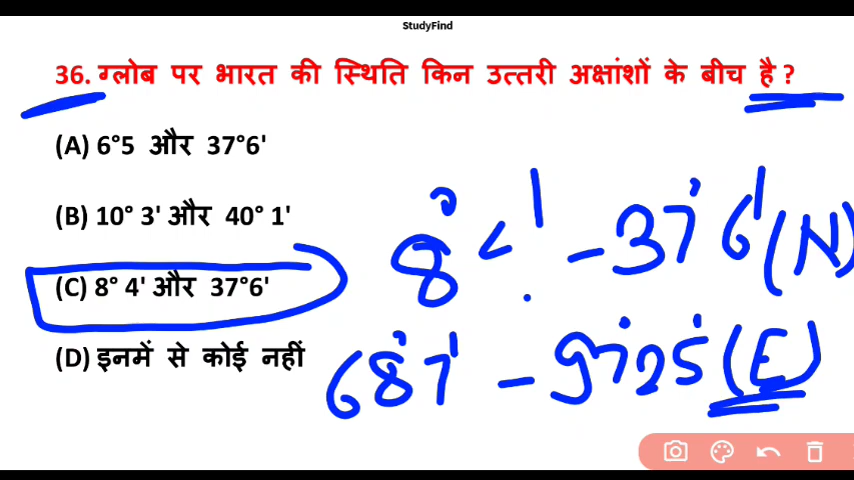 StudyFind
36. ग्लोब पर भारत की स्थिति किन उत्तरी अक्षांशों के बीच है ?
(A) 6°5 और 37°6'
(B) 10° 3' और 40° 1'
8° 4' – 37° 6' (N)
(C) 8° 4' और 37°6'
(D) इनमें से कोई नहीं
68° 7' – 97° 25' (E)